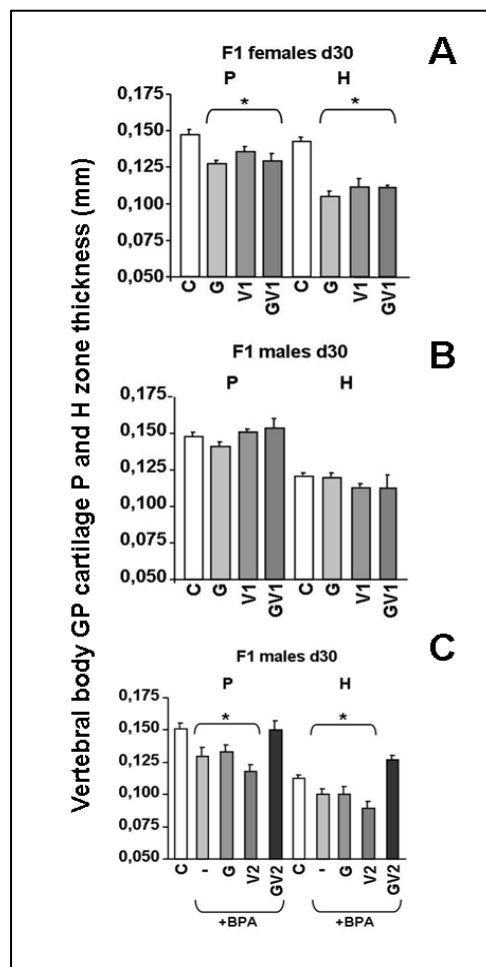 Vertebral body GP cartilage P and H zone thickness (mm)
A
F1 females d30
P H
0,175
0,150
0,125
0,100
0,075
0,050
* *
C G V1 GV1 C G V1 GV1
B
F1 males d30
P H
0,175
0,150
0,125
0,100
0,075
0,050
C G V1 GV1 C G V1 GV1
C
F1 males d30
P H
0,175
0,150
0,125
0,100
0,075
0,050
* *
C - G V2 GV2 C - G V2 GV2
+BPA +BPA